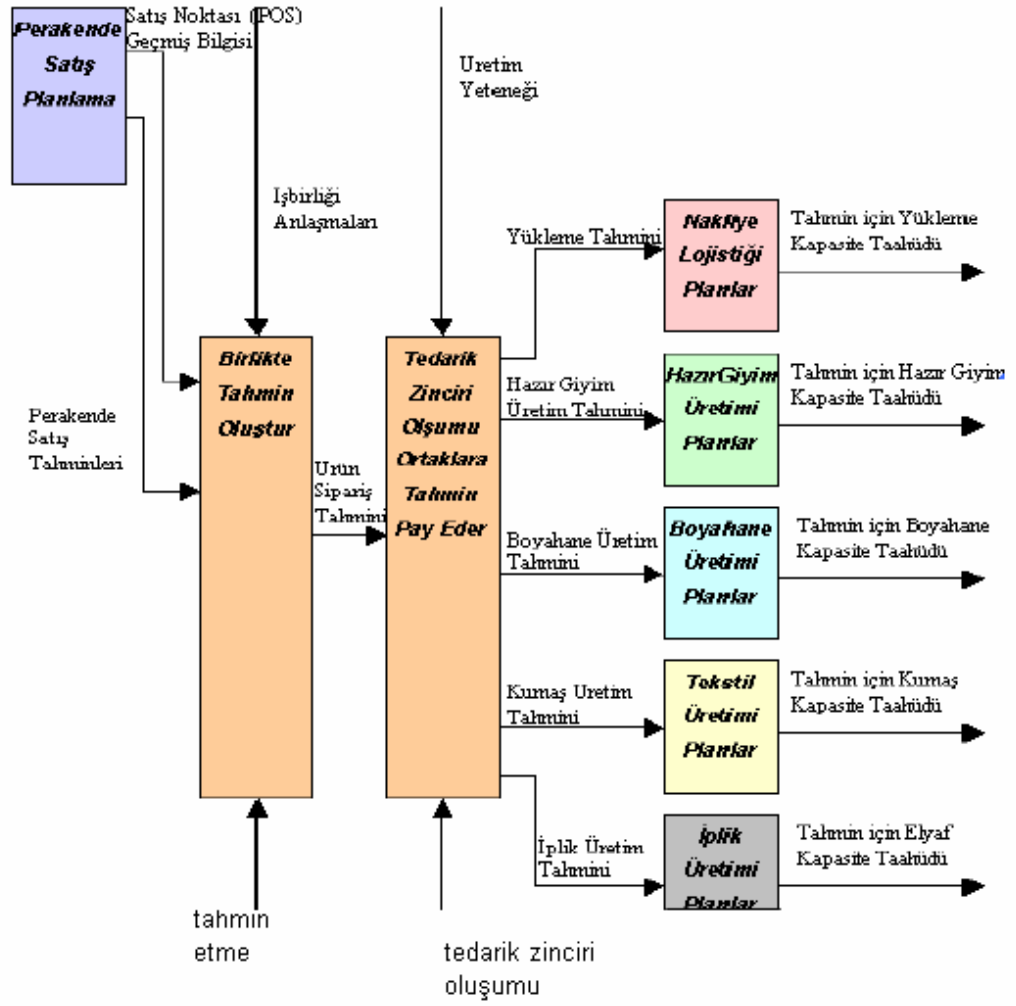 Perakende
Satış
Planlama
Satış Noktası (POS)
Geçmiş Bilgisi
Üretim
Yeteneği
İşbirliği
Anlaşmaları
Perakende
Satış
Tahminleri
Birlikte
Tahmin
Oluştur
Ürün
Sipariş
Tahmini
Tedarik
Zinciri
Olşumu
Ortaklara
Tahmin
Pay Eder
Yükleme Tahmini
Nakliye
Lojistiği
Planlar
Tahmin için Yükleme
Kapasite Taahüdü
Hazır Giyim
Üretim Tahmini
HazırGiyim
Üretimi
Planlar
Tahmin için Hazır Giyim
Kapasite Taahüdü
Boyahane Üretim
Tahmini
Boyahane
Üretimi
Planlar
Tahmin için Boyahane
Kapasite Taahüdü
Kumaş Üretim
Tahmini
Tekstil
Üretimi
Planlar
Tahmin için Kumaş
Kapasite Taahüdü
İplik Üretim
Tahmini
İplik
Üretimi
Planlar
Tahmin için Elyaf
Kapasite Taahüdü
tahmin
etme
tedarik zinciri
oluşumu